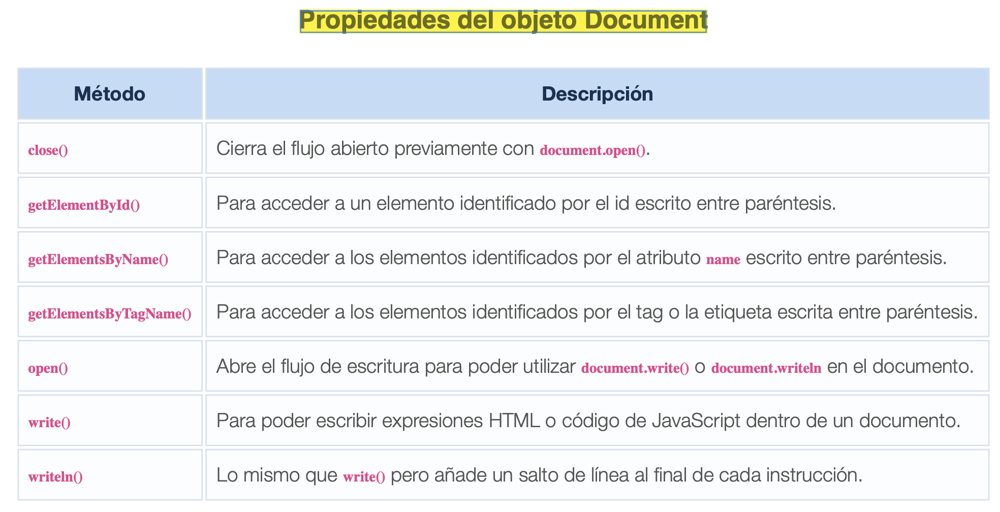 Propiedades del objeto Document
Método Descripción
close() Cierra el flujo abierto previamente con document.open().
getElementById() Para acceder a un elemento identificado por el id escrito entre paréntesis.
getElementsByName() Para acceder a los elementos identificados por el atributo name escrito entre paréntesis.
getElementsByTagName() Para acceder a los elementos identificados por el tag o la etiqueta escrita entre paréntesis.
open() Abre el flujo de escritura para poder utilizar document.write() o document.writeln en el documento.
write() Para poder escribir expresiones HTML o código de JavaScript dentro de un documento.
writeln() Lo mismo que write() pero añade un salto de línea al final de cada instrucción.